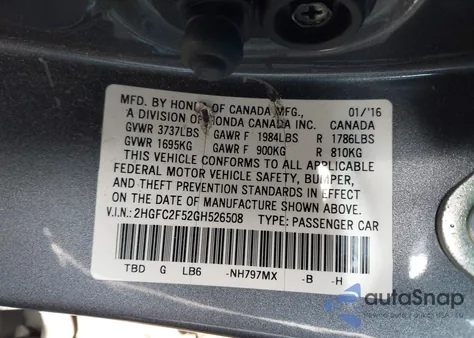 MFD. BY HONDA OF CANADA MFG., 01/'16
A DIVISION OF HONDA CANADA INC. CANADA
GVWR 3737LBS GAWR F 1984LBS R 1786LBS
GVWR 1695KG GAWR F 900KG R 810KG
THIS VEHICLE CONFORMS TO ALL APPLICABLE
FEDERAL MOTOR VEHICLE SAFETY, BUMPER,
AND THEFT PREVENTION STANDARDS IN EFFECT
ON THE DATE OF MANUFACTURE SHOWN ABOVE.
V.I.N.: 2HGFC2F52GH526508 TYPE: PASSENGER CAR
TBD G LB6 -NH797MX -B -H
autoSnap